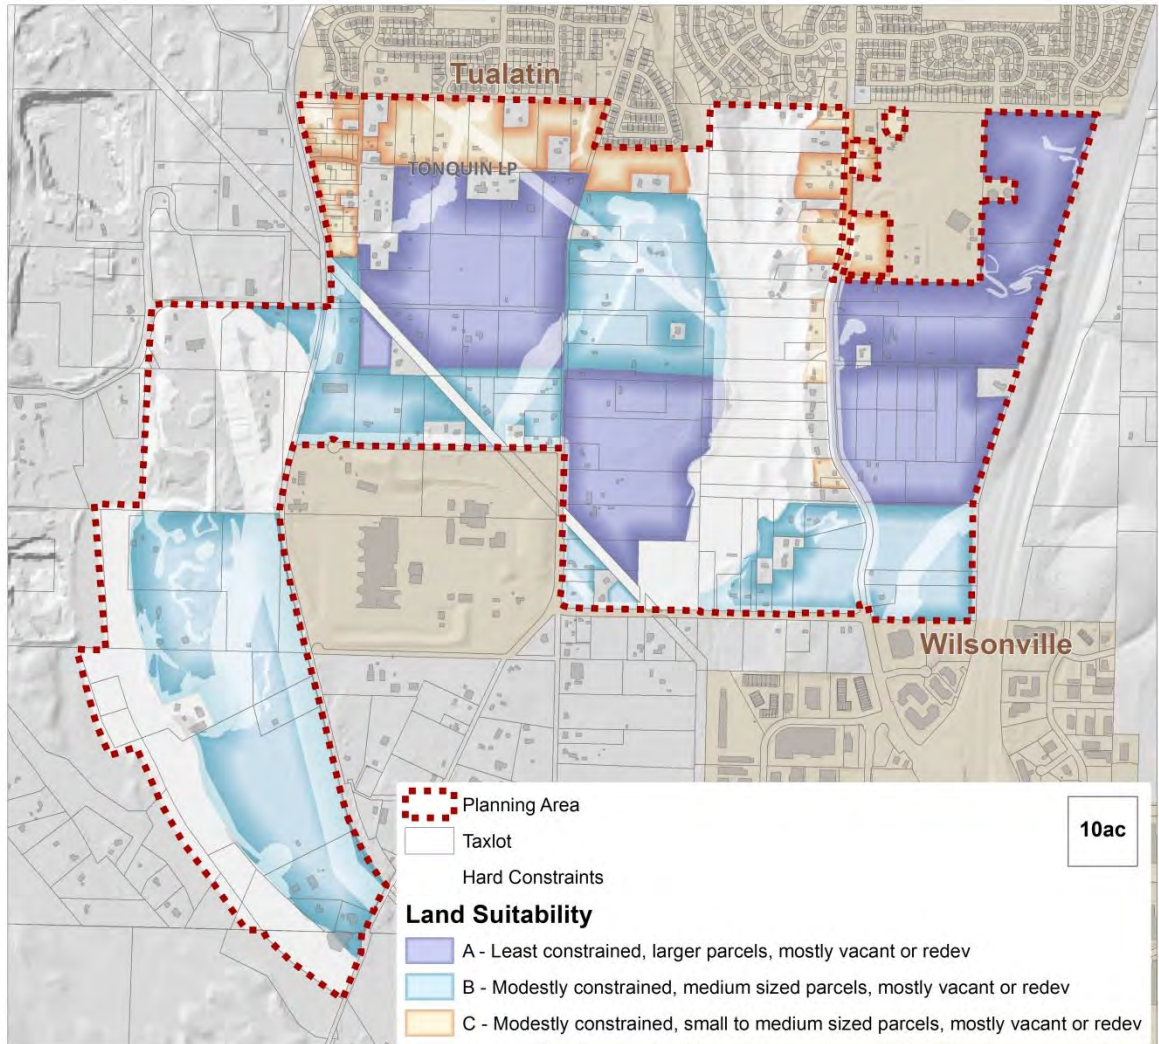 Tualatin
TONQUIN LP
Wilsonville
Planning Area
10ac
Taxlot
Hard Constraints
Land Suitability
A - Least constrained, larger parcels, mostly vacant or redev
B - Modestly constrained, medium sized parcels, mostly vacant or redev
C - Modestly constrained, small to medium sized parcels, mostly vacant or redev